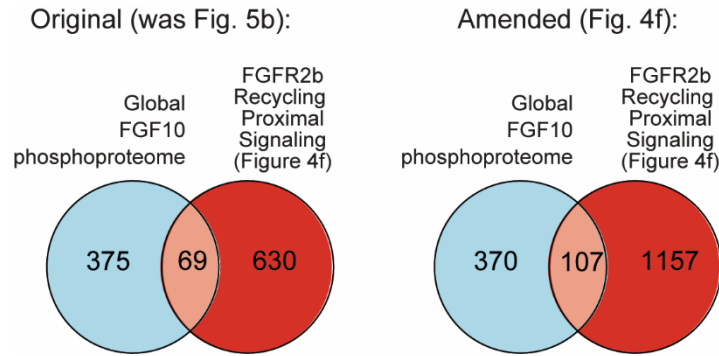 Original (was Fig. 5b):
Global
FGF10
phosphoproteome
FGFR2b
Recycling
Proximal
Signaling
(Figure 4f)
375
69
630
Amended (Fig. 4f):
Global
FGF10
phosphoproteome
FGFR2b
Recycling
Proximal
Signaling
(Figure 4f)
370
107
1157